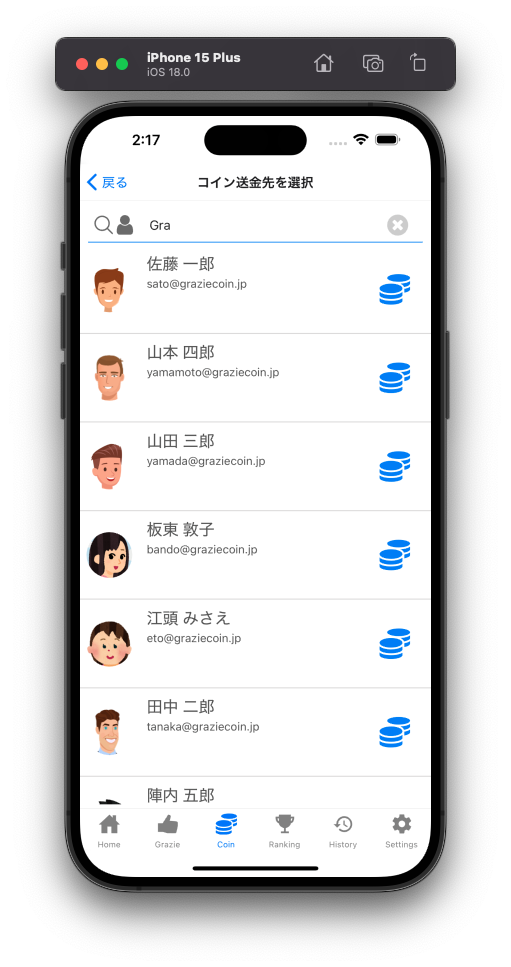 iPhone 15 Plus
iOS 18.0
2:17
戻る
コイン送金先を選択
Gra
佐藤 一郎
sato@graziecoin.jp
山本 四郎
yamamoto@graziecoin.jp
山田 三郎
yamada@graziecoin.jp
板東 敦子
bando@graziecoin.jp
江頭 みさえ
eto@graziecoin.jp
田中 二郎
tanaka@graziecoin.jp
陣内 五郎
Home
Grazie
Coin
Ranking
History
Settings